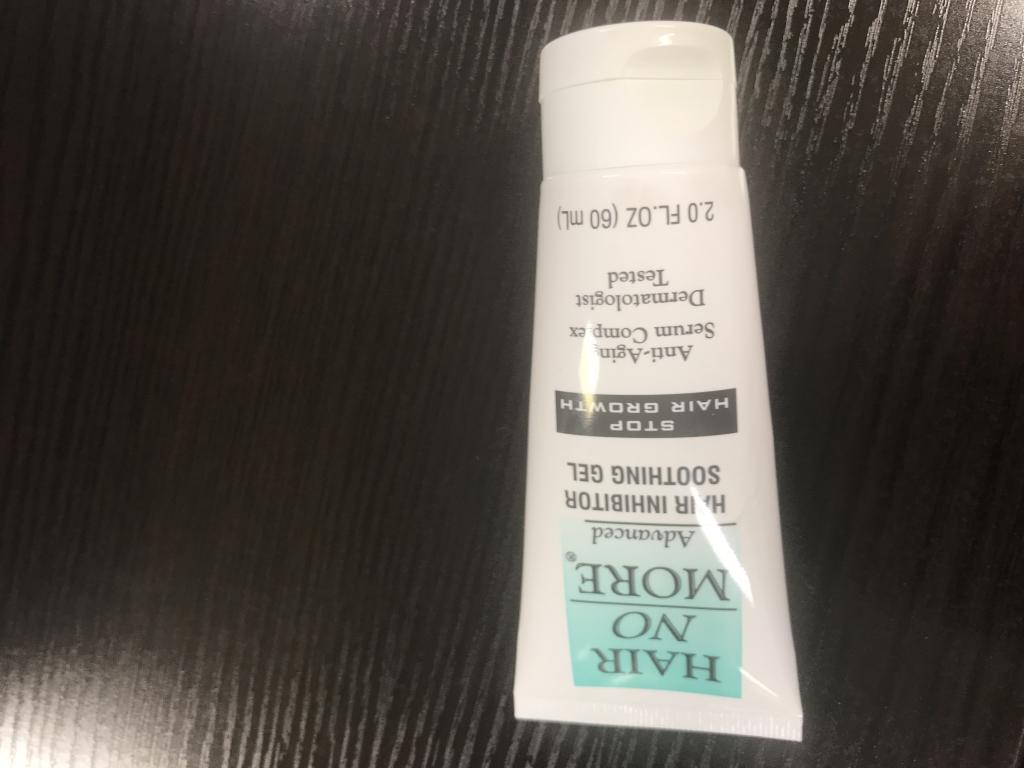 HAIR
NO
MORE®
Advanced
HAIR INHIBITOR
SOOTHING GEL
STOP
HAIR GROWTH
Anti-Aging
Serum Complex
Dermatologist
Tested
2.0 FL.OZ (60 mL)